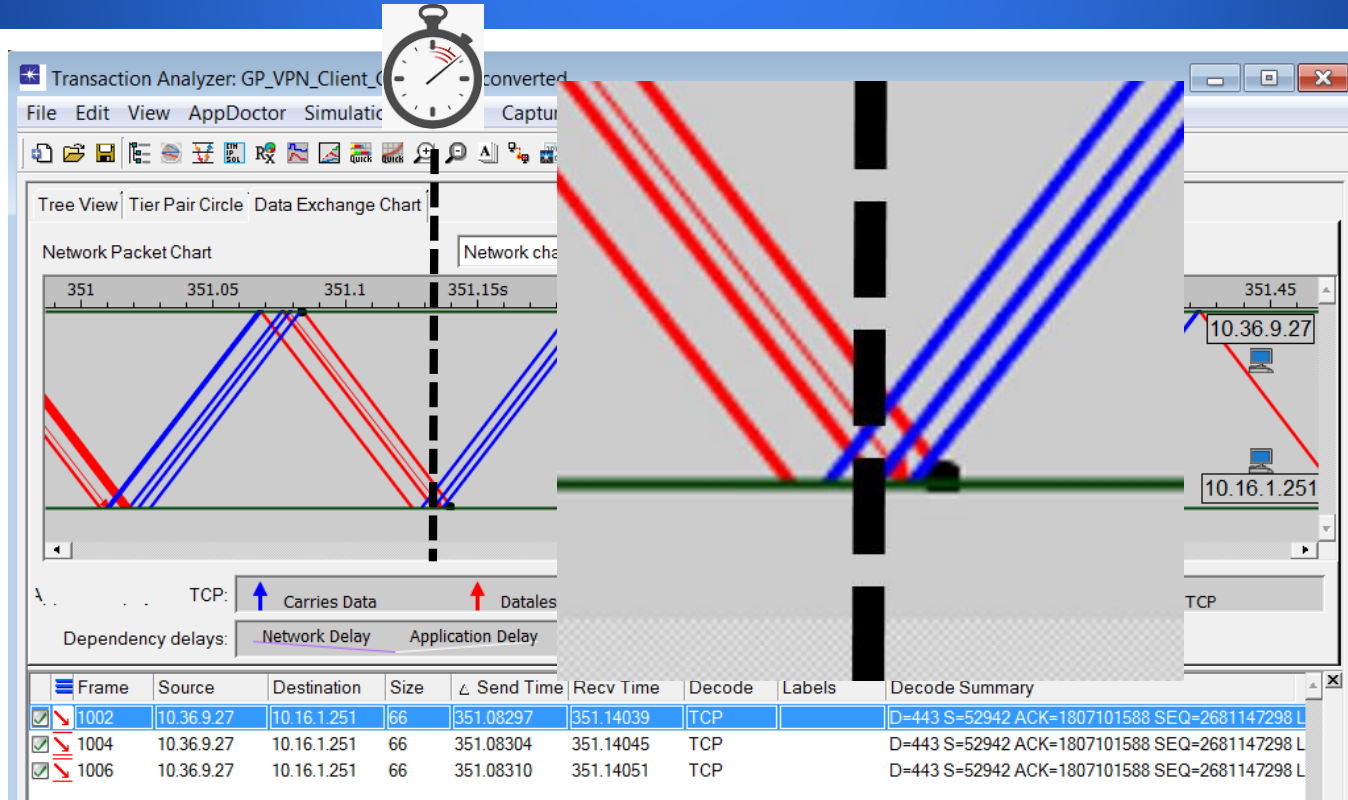 Transaction Analyzer: GP_VPN_Client_ converted
File Edit View AppDoctor Captu
QUICK QUICK
Tree View Tier Pair Circle Data Exchange Chart
Network Packet Chart Network cha
351 351.05 351.1 351.15s 351.45
10.36.9.27
10.16.1.251
TCP: Carries Data TCP
Dependency delays: Network Delay Application Delay
Frame Source Destination Size Send Time Recv Time Decode Labels Decode Summary
1002 10.36.9.27 10.16.1.251 66 351.08297 351.14039 TCP D=443 S=52942 ACK=1807101588 SEQ=2681147298 L
1004 10.36.9.27 10.16.1.251 66 351.08304 351.14045 TCP D=443 S=52942 ACK=1807101588 SEQ=2681147298 L
1006 10.36.9.27 10.16.1.251 66 351.08310 351.14051 TCP D=443 S=52942 ACK=1807101588 SEQ=2681147298 L